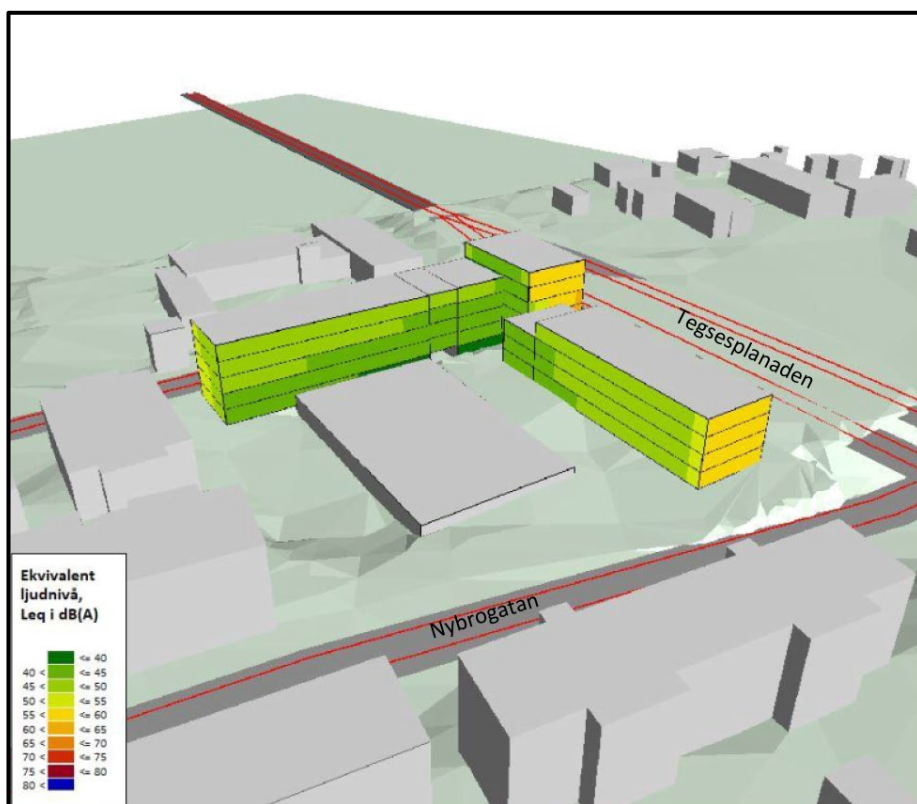 Tegsesplanaden
Nybrogatan
Ekvivalent
ljudnivå,
Leq i dB(A)
<= 40
40 < <= 45
45 < <= 50
50 < <= 55
55 < <= 60
60 < <= 65
65 < <= 70
70 < <= 75
75 < <= 80
80 <